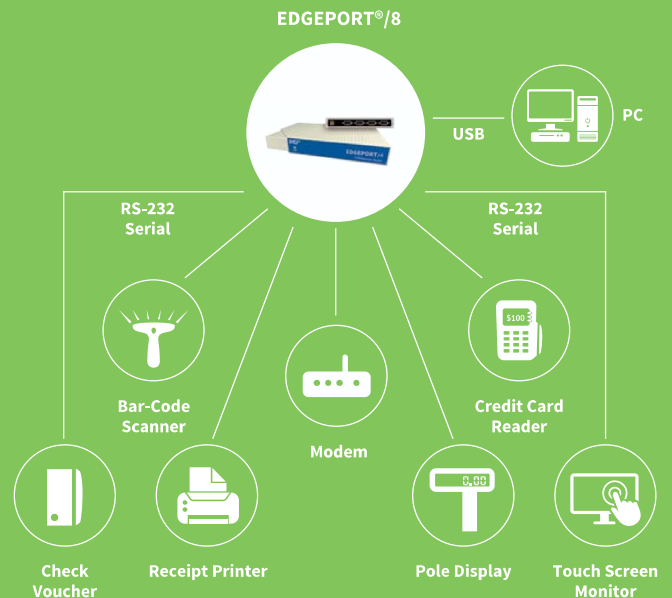 EDGEPORT®/8
EDGEPORT/8
USB
PC
RS-232
Serial
RS-232
Serial
$100
Bar-Code
Scanner
Credit Card
Reader
Modem
0.00
Check
Voucher
Receipt Printer
Pole Display
Touch Screen
Monitor